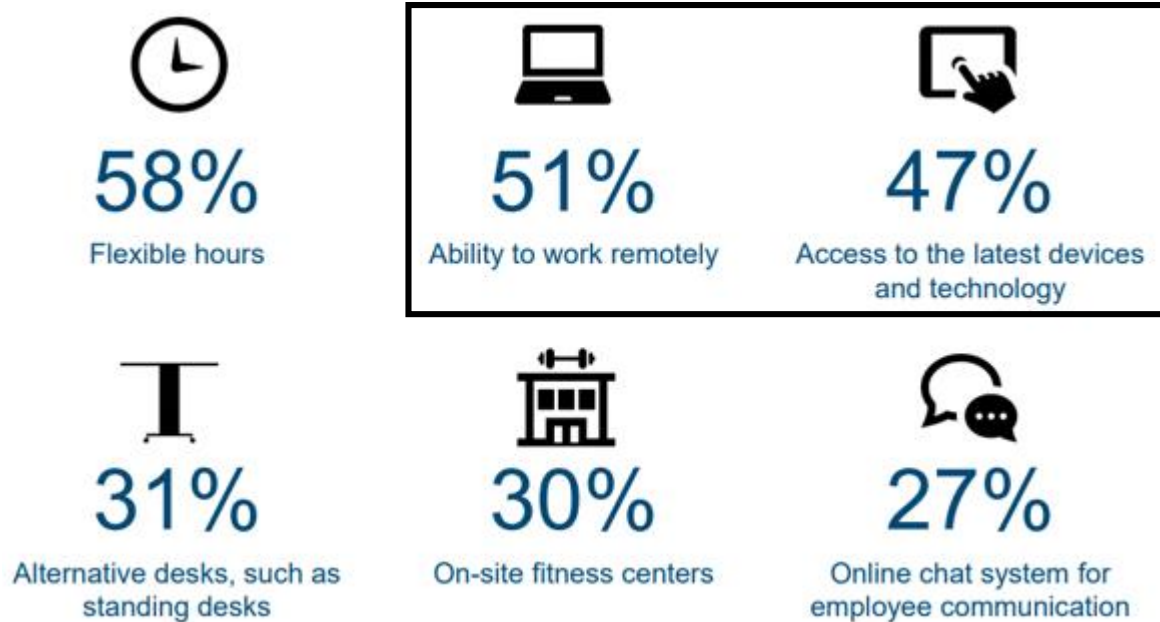 58%
51%
47%
Flexible hours
Ability to work remotely
Access to the latest devices
and technology
31%
30%
27%
Alternative desks, such as
standing desks
On-site fitness centers
Online chat system for
employee communication